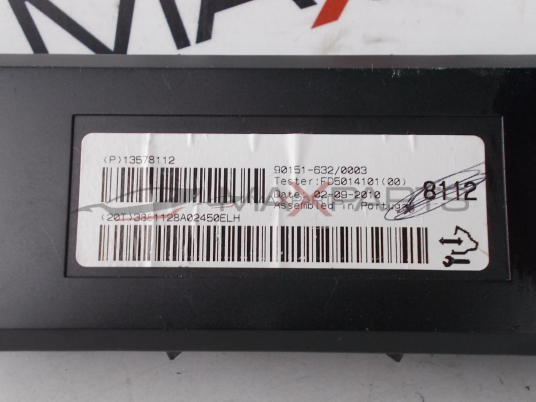 (P)13578112
90151-632/0003
Tester:FD5014101(00)
Date: 02-09-2010
Assembled in Portugal
8112